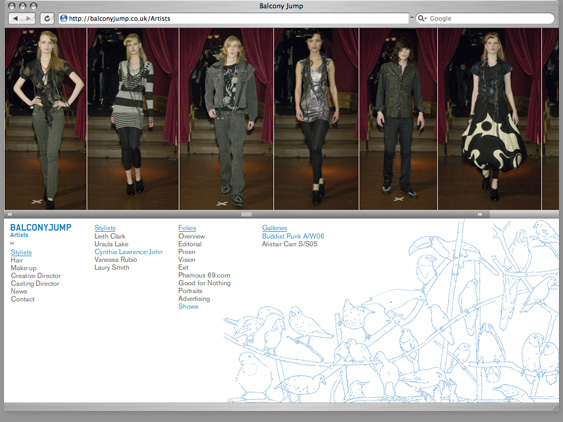 Balcony Jump
http://balconyjump.co.uk/Artists
Google
BALCONYJUMP
Artists
»
Stylists
Hair
Make-up
Creative Director
Casting Director
News
Contact
Stylists
Leith Clark
Ursula Lake
Cynthia Lawrence-John
Vanessa Rubio
Laury Smith
Folios
Overview
Editorial
Preen
Vision
Exit
Phamous 69.com
Good for Nothing
Portraits
Advertising
Shows
Galleries
Buddist Punk A/W06
Alistair Carr S/S05